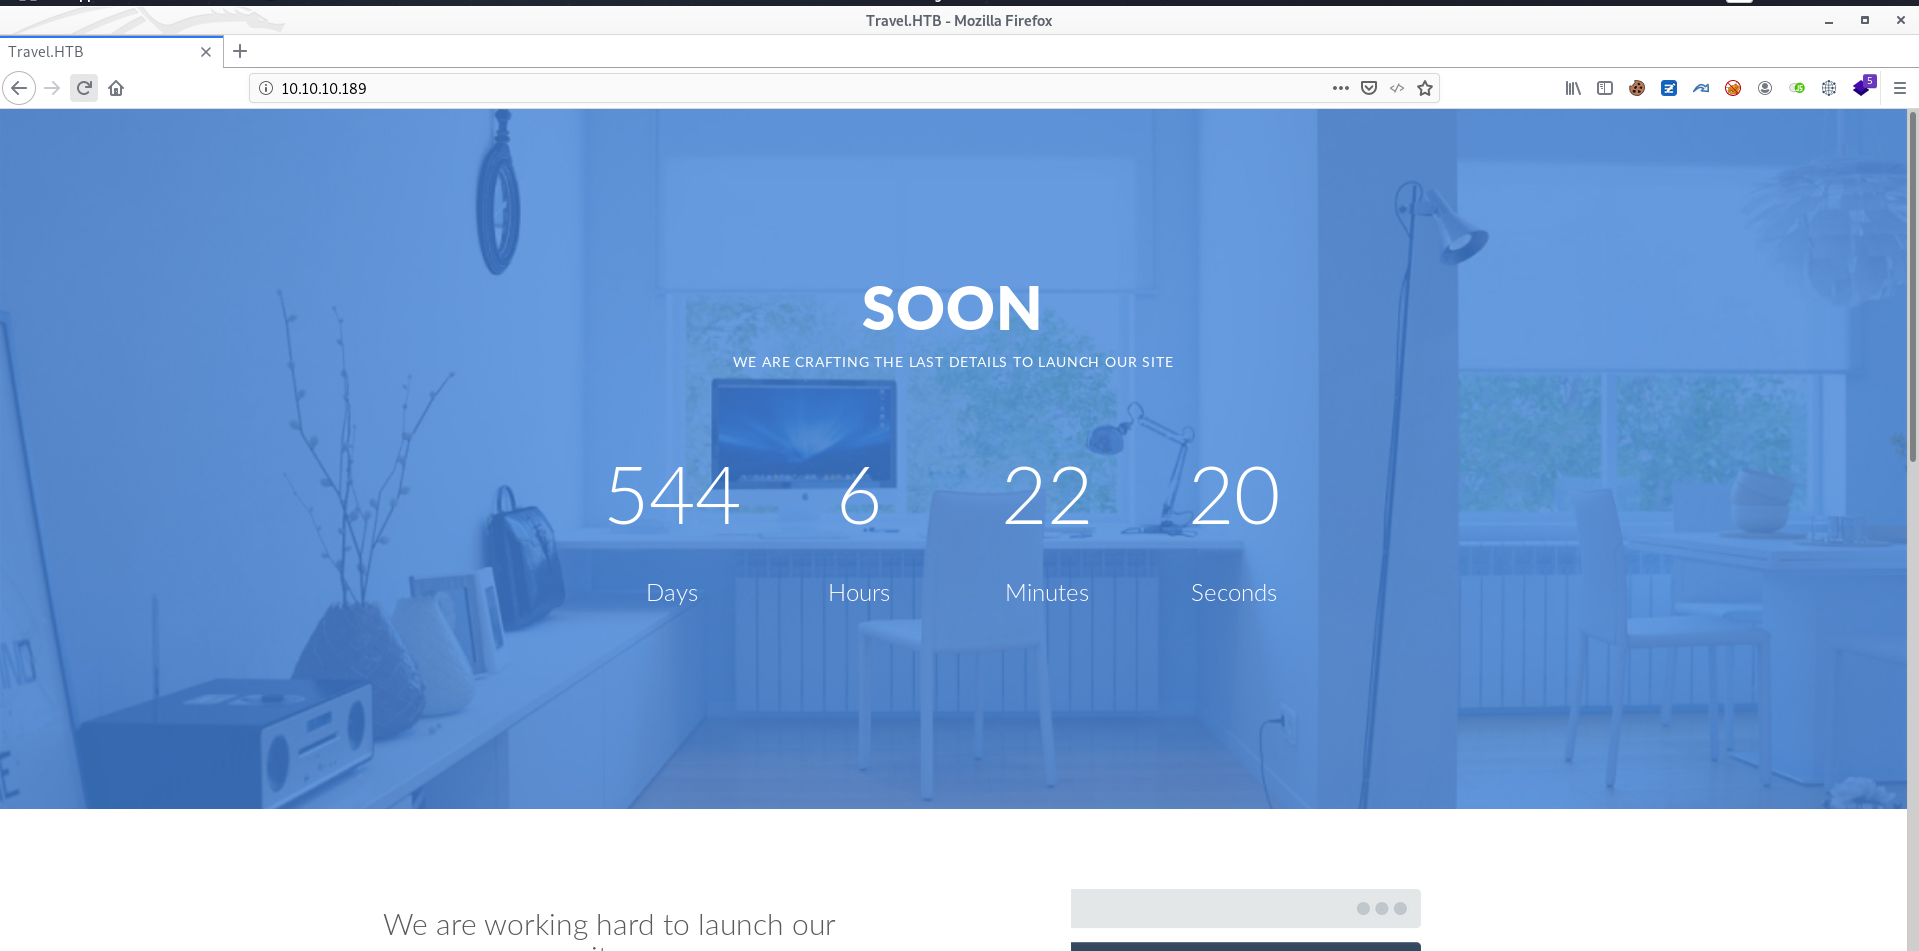 Travel.HTB - Mozilla Firefox
Travel.HTB
10.10.10.189
5
SOON
WE ARE CRAFTING THE LAST DETAILS TO LAUNCH OUR SITE
544 6 22 20
Days Hours Minutes Seconds
We are working hard to launch our